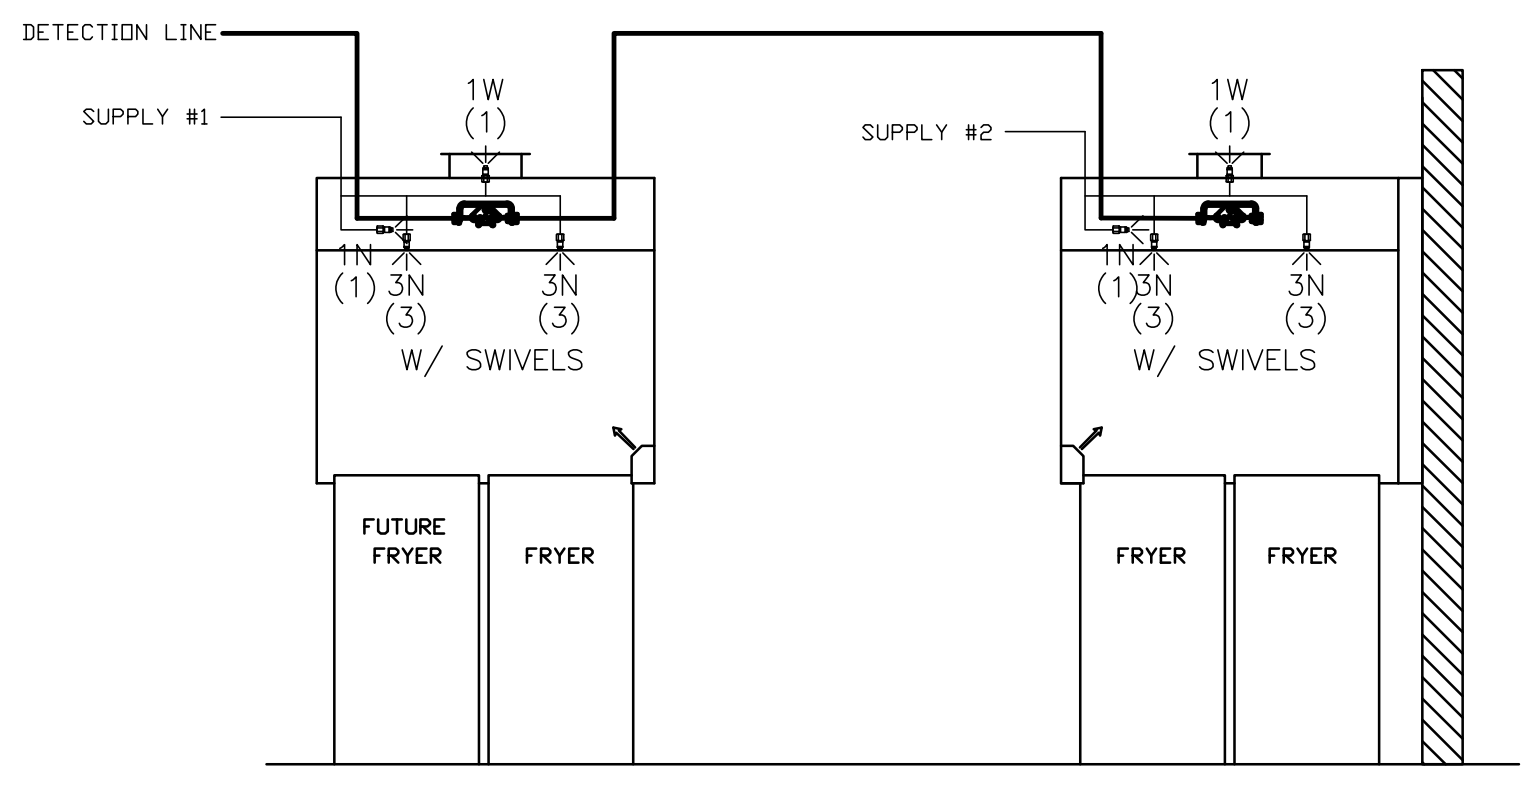 DETECTION LINE
1W
(1)
SUPPLY #1
1N
(1)
3N
(3)
3N
(3)
W/ SWIVELS
FUTURE
FRYER
FRYER
1W
(1)
SUPPLY #2
1N
(1)
3N
(3)
3N
(3)
W/ SWIVELS
FRYER
FRYER